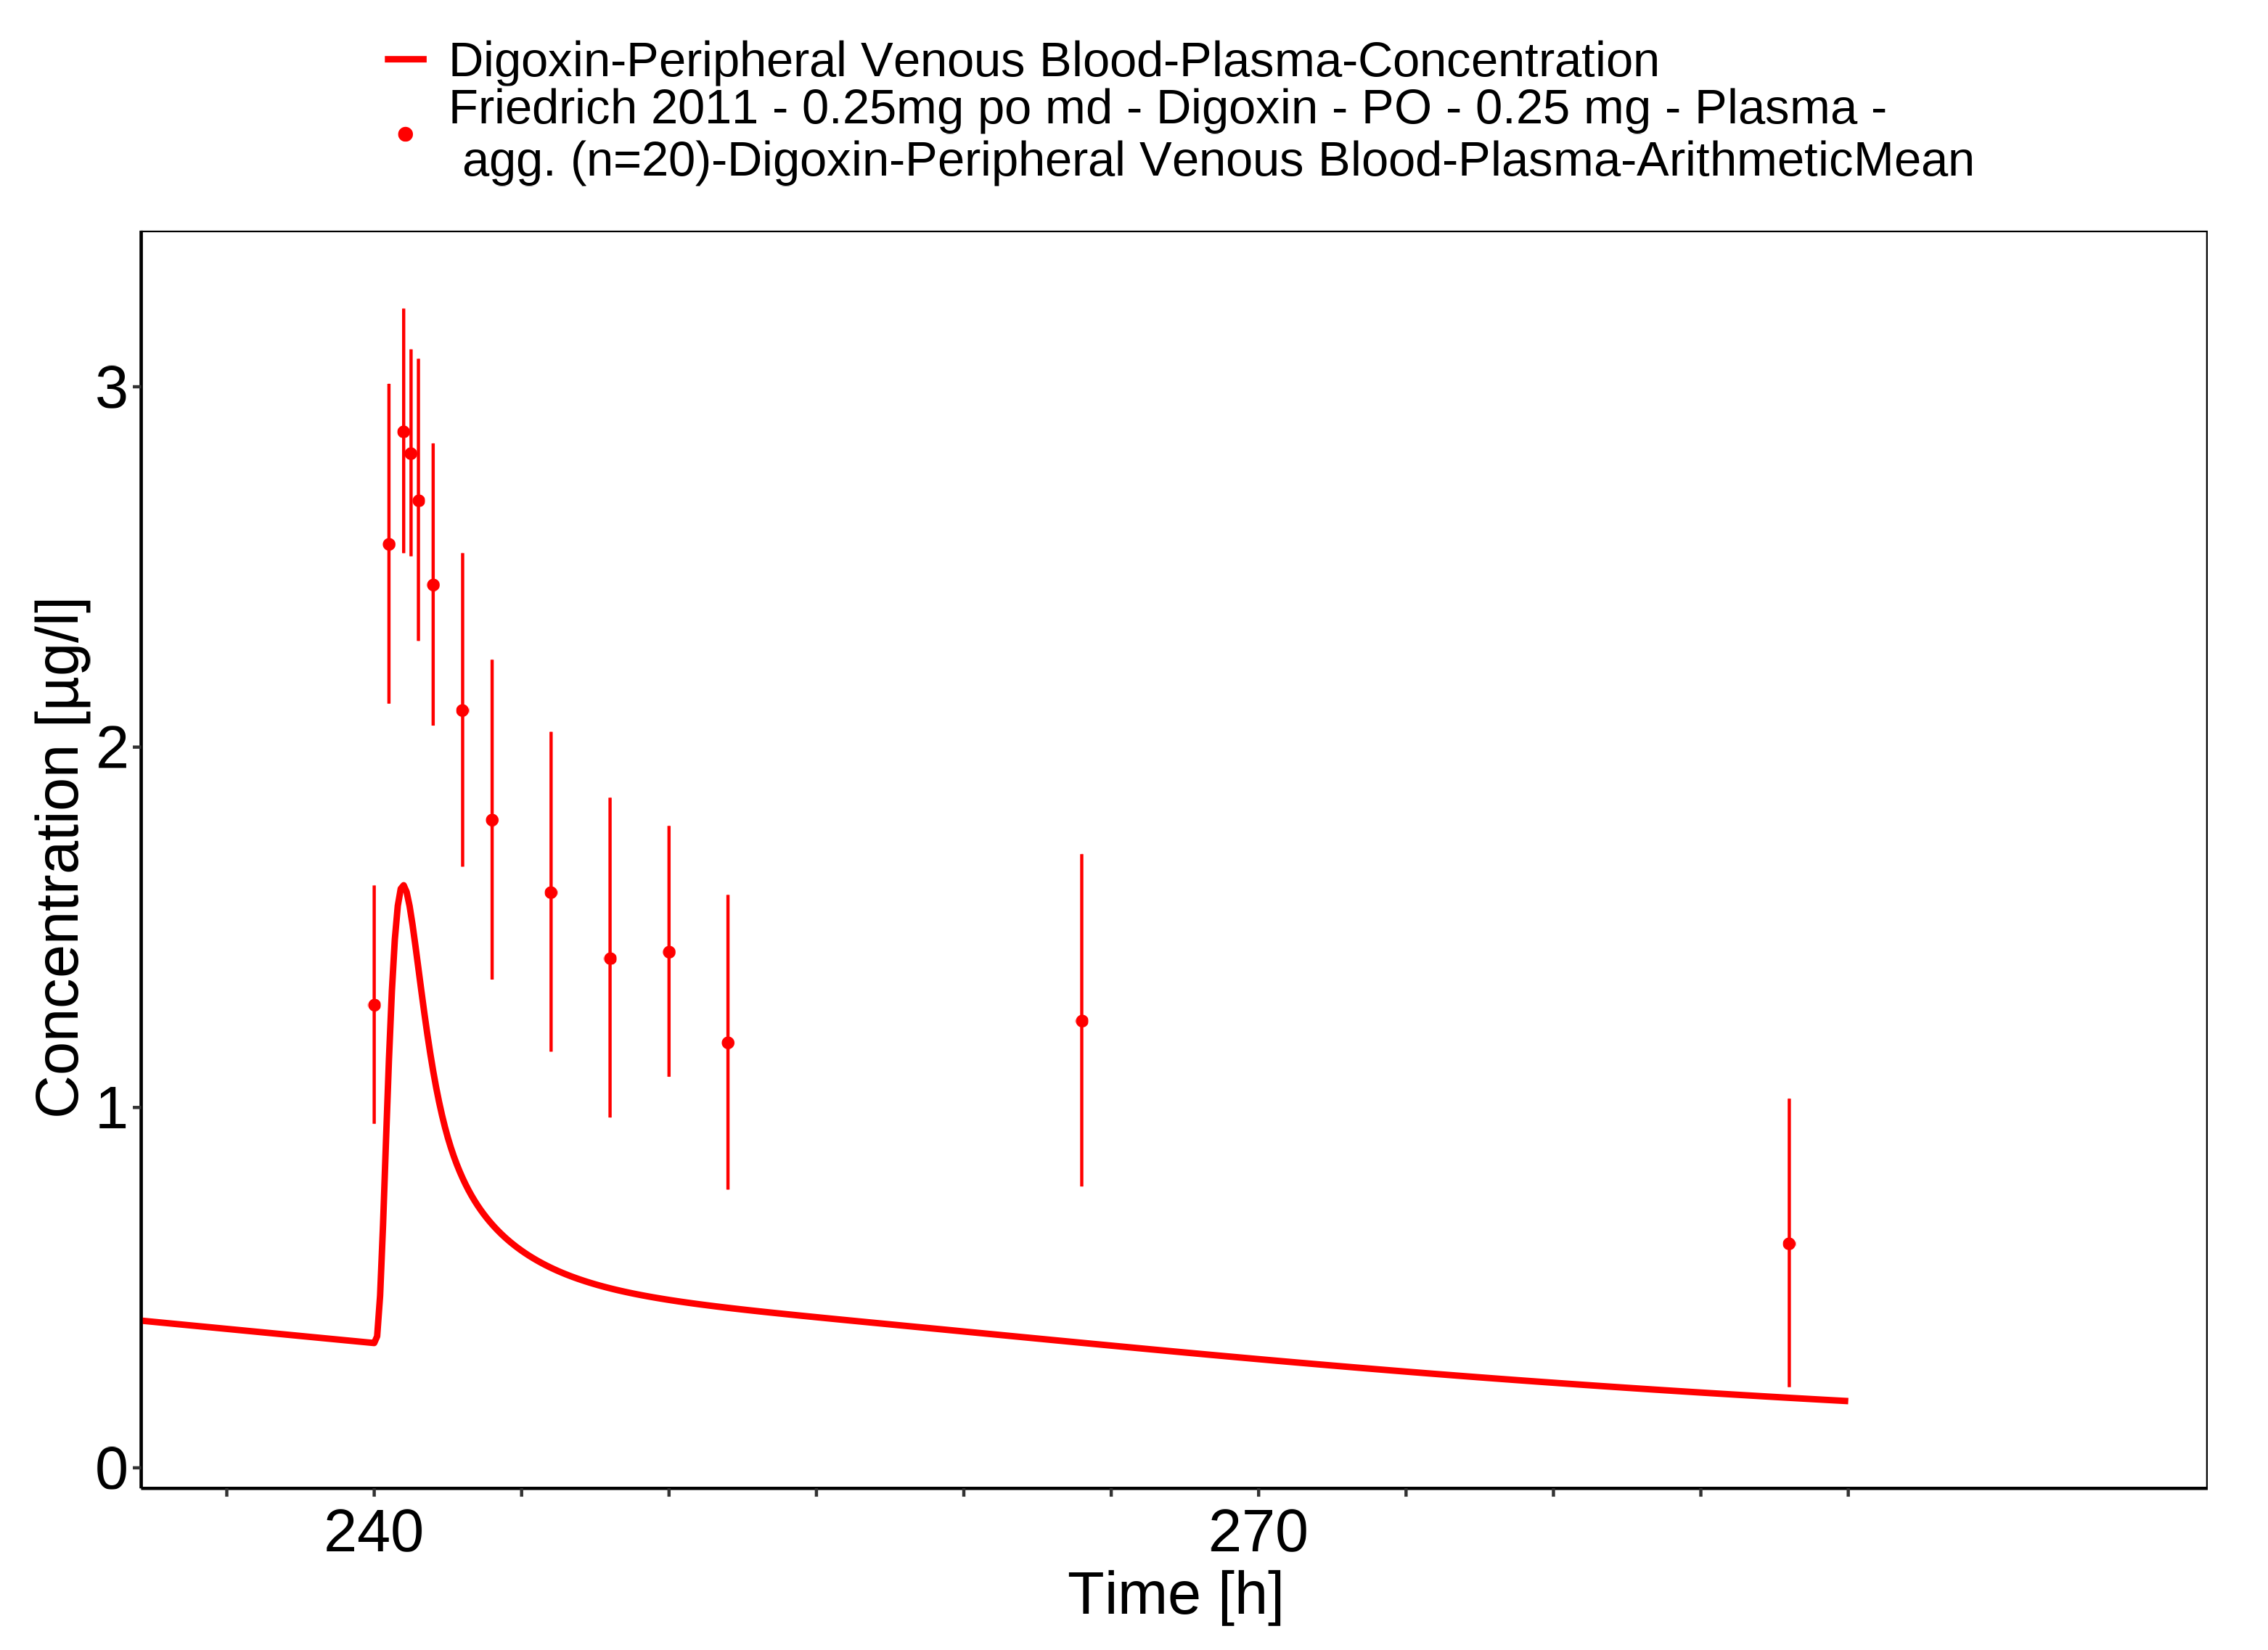 Digoxin-Peripheral Venous Blood-Plasma-Concentration
Friedrich 2011 - 0.25mg po md - Digoxin - PO - 0.25 mg - Plasma -
agg. (n=20)-Digoxin-Peripheral Venous Blood-Plasma-ArithmeticMean
3
2
1
0
Concentration [µg/l]
240
270
Time [h]